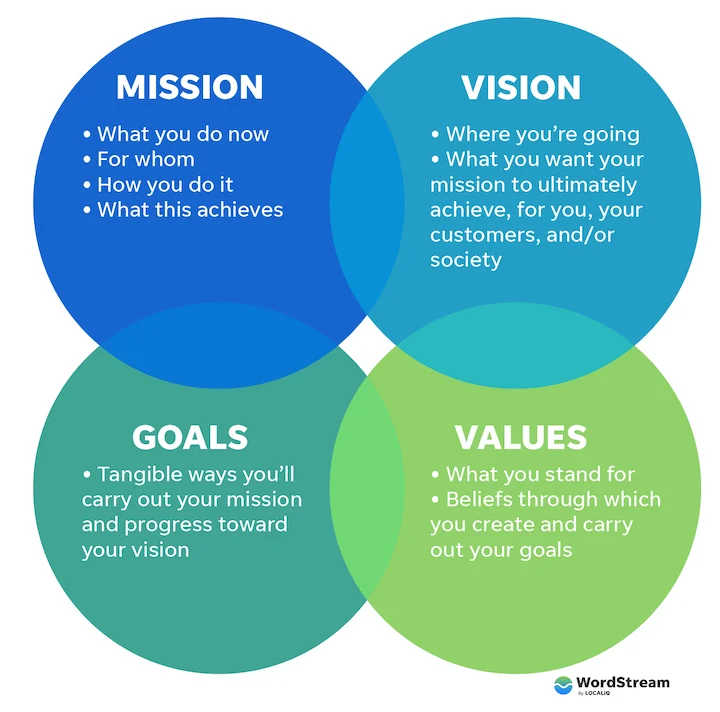 MISSION
• What you do now
• For whom
• How you do it
• What this achieves
VISION
• Where you’re going
• What you want your
mission to ultimately
achieve, for you, your
customers, and/or
society
GOALS
• Tangible ways you’ll
carry out your mission
and progress toward
your vision
VALUES
• What you stand for
• Beliefs through which
you create and carry
out your goals
WordStream
By LOCALiQ